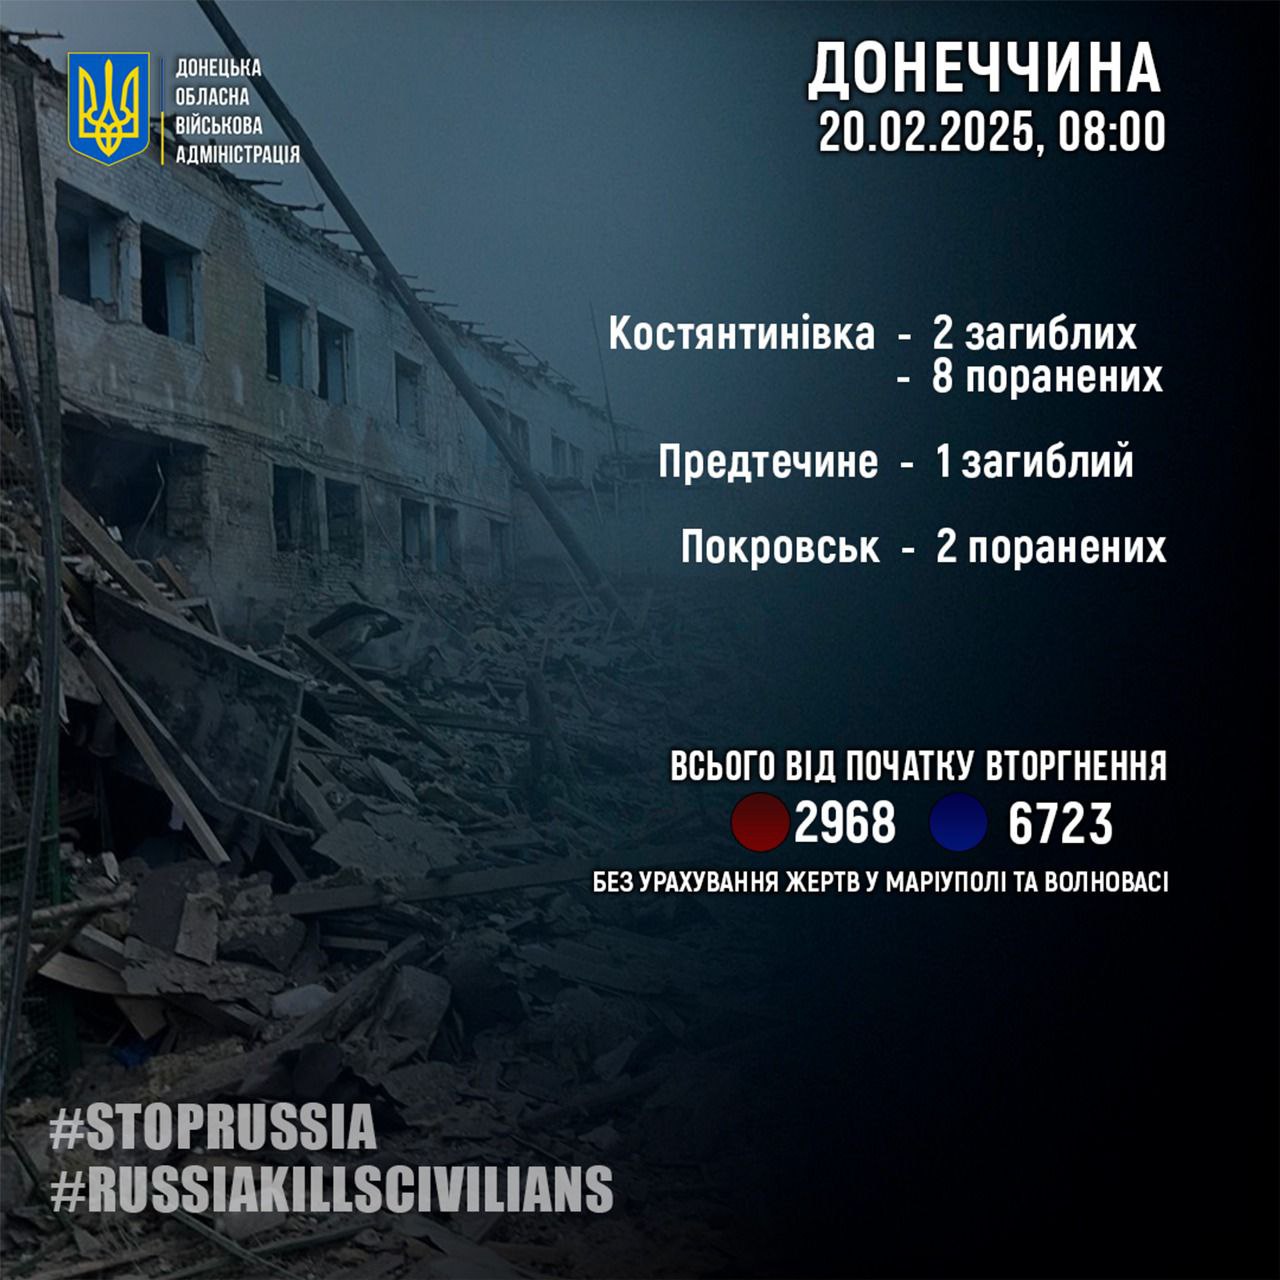 ДОНЕЦЬКА
ОБЛАСНА
ВІЙСЬКОВА
АДМІНІСТРАЦІЯ
ДОНЕЧЧИНА
20.02.2025, 08:00
Костянтинівка - 2 загиблих
- 8 поранених
Предтечине - 1 загиблий
Покровськ - 2 поранених
ВСЬОГО ВІД ПОЧАТКУ ВТОРГНЕННЯ
2968 6723
БЕЗ УРАХУВАННЯ ЖЕРТВ У МАРІУПОЛІ ТА ВОЛНОВАСІ
#STOPRUSSIA
#RUSSIAKILLSCIVILIANS